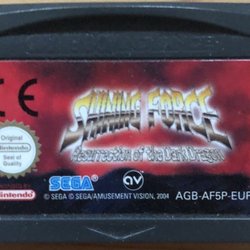 CE
SHINING FORCE
Resurrection of the Dark Dragon
Original
Nintendo
Seal of
Quality
Nintendo
SEGA
av
© SEGA © SEGA/AMUSEMENT VISION, 2004
AGB-AF5P-EUR